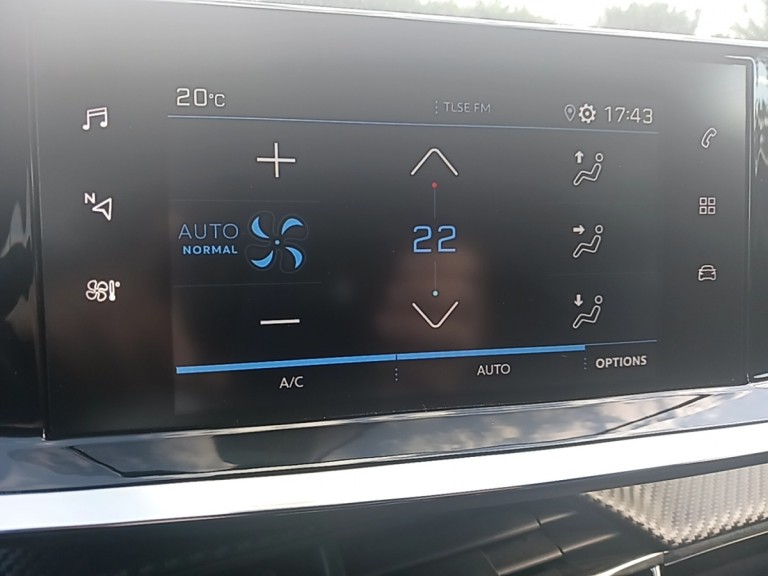 20°C
TLSE FM
17:43
N
AUTO
NORMAL
22
A/C
AUTO
OPTIONS